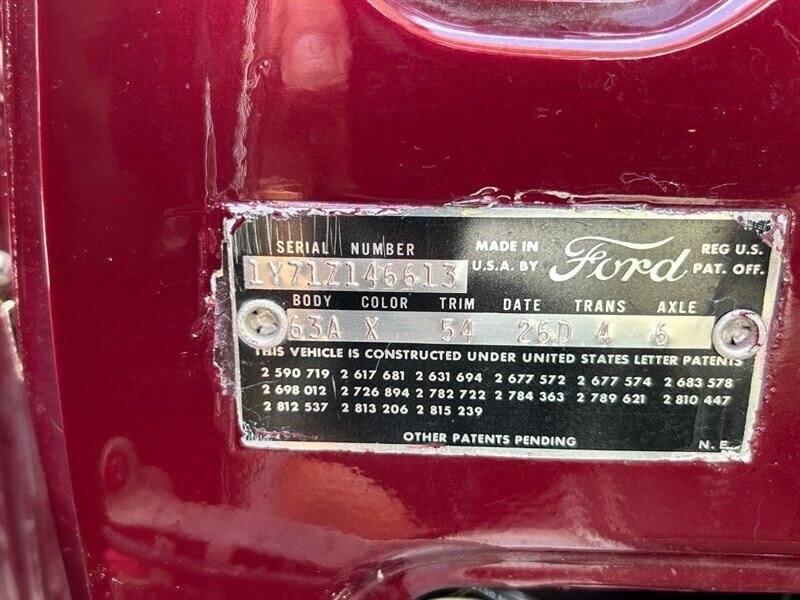 SERIAL NUMBER MADE IN Ford REG U.S.
1Y71Z146613 U.S.A. BY PAT. OFF.
BODY COLOR TRIM DATE TRANS AXLE
63A X 54 26D 4 6
THIS VEHICLE IS CONSTRUCTED UNDER UNITED STATES LETTER PATENTS
2 590 719 2 617 681 2 631 694 2 677 572 2 677 574 2 683 578
2 698 012 2 726 894 2 782 722 2 784 363 2 789 621 2 810 447
2 812 537 2 813 206 2 815 239
OTHER PATENTS PENDING N. E.